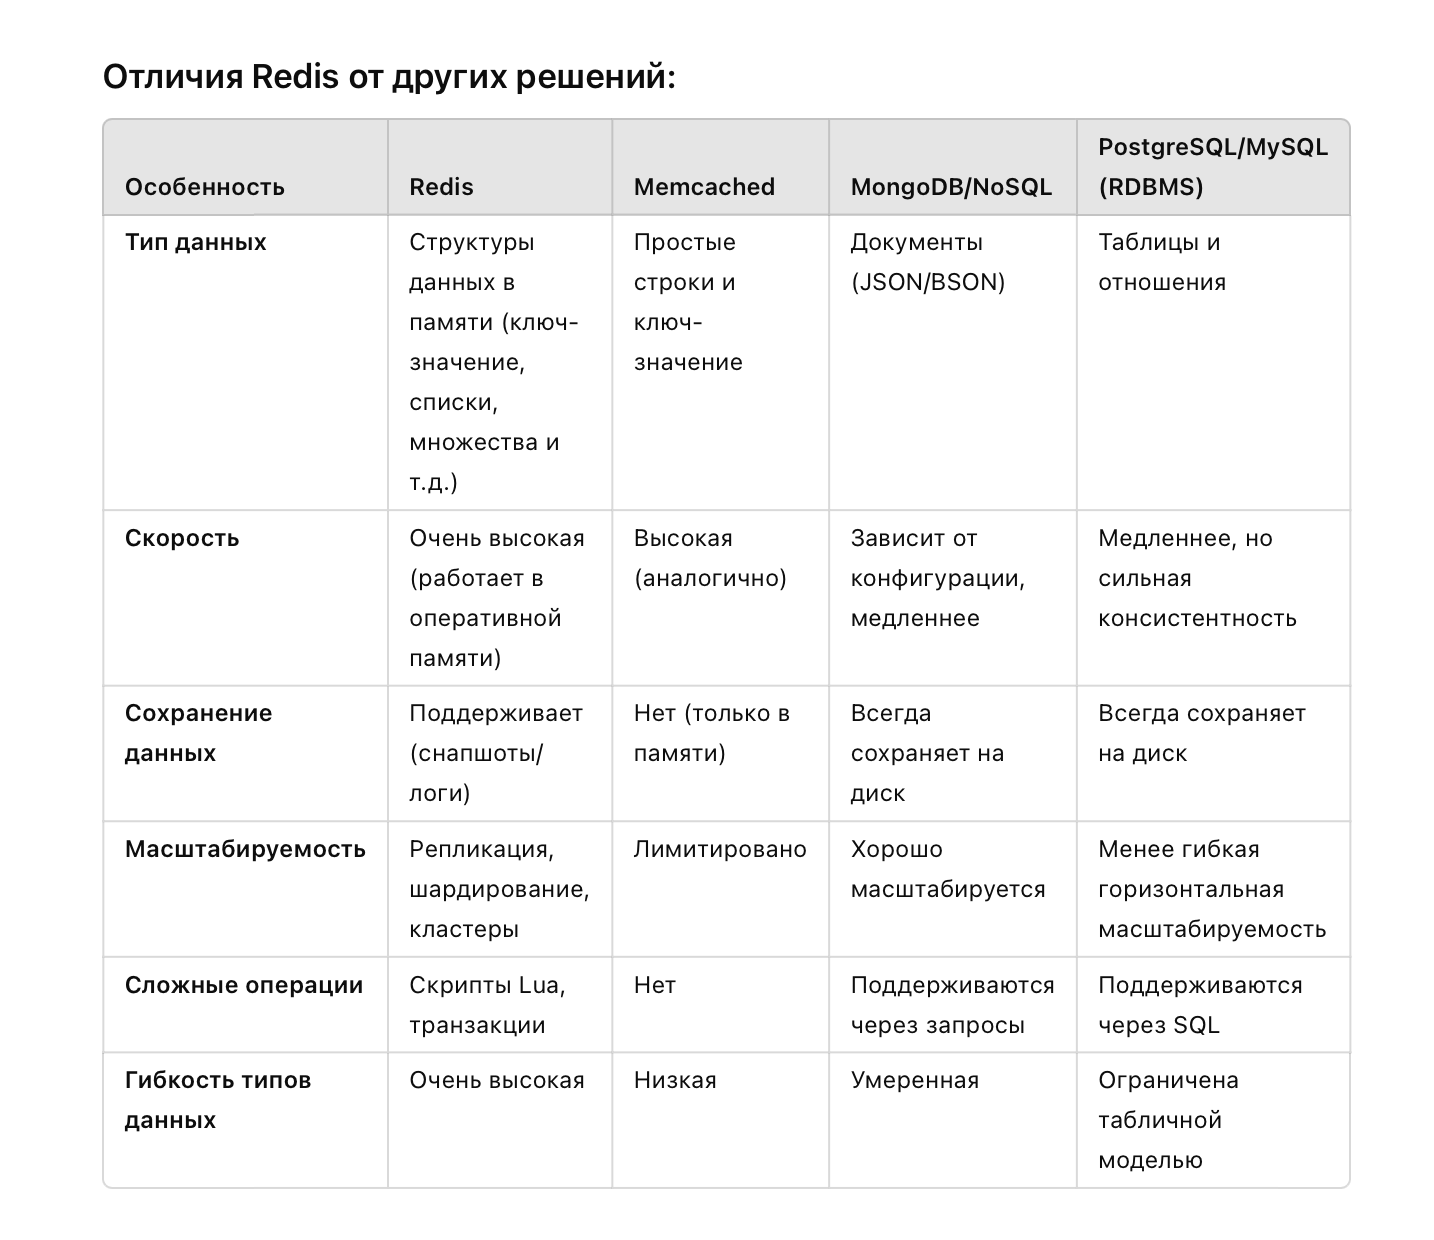 Отличия Redis от других решений:
Особенность
Redis
Memcached
MongoDB/NoSQL
PostgreSQL/MySQL
(RDBMS)
Тип данных
Структуры
данных в
памяти (ключ-
значение,
списки,
множества и
т.д.)
Простые
строки и
ключ-
значение
Документы
(JSON/BSON)
Таблицы и
отношения
Скорость
Очень высокая
(работает в
оперативной
памяти)
Высокая
(аналогично)
Зависит от
конфигурации,
медленнее
Медленнее, но
сильная
консистентность
Сохранение
данных
Поддерживает
(снапшоты/
логи)
Нет (только в
памяти)
Всегда
сохраняет на
диск
Всегда сохраняет
на диск
Масштабируемость
Репликация,
шардирование,
кластеры
Лимитировано
Хорошо
масштабируется
Менее гибкая
горизонтальная
масштабируемость
Сложные операции
Скрипты Lua,
транзакции
Нет
Поддерживаются
через запросы
Поддерживаются
через SQL
Гибкость типов
данных
Очень высокая
Низкая
Умеренная
Ограничена
табличной
моделью